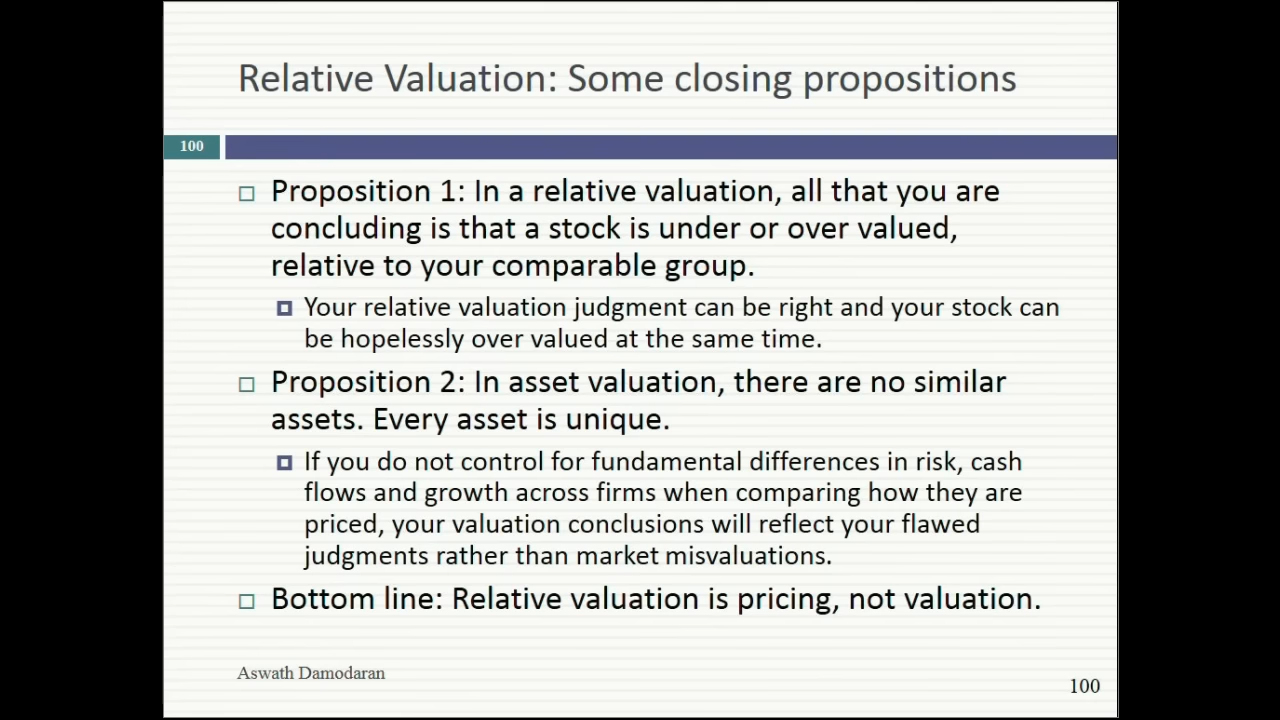 Relative Valuation: Some closing propositions
100
Proposition 1: In a relative valuation, all that you are
concluding is that a stock is under or over valued,
relative to your comparable group.
Your relative valuation judgment can be right and your stock can
be hopelessly over valued at the same time.
Proposition 2: In asset valuation, there are no similar
assets. Every asset is unique.
If you do not control for fundamental differences in risk, cash
flows and growth across firms when comparing how they are
priced, your valuation conclusions will reflect your flawed
judgments rather than market misvaluations.
Bottom line: Relative valuation is pricing, not valuation.
Aswath Damodaran
100